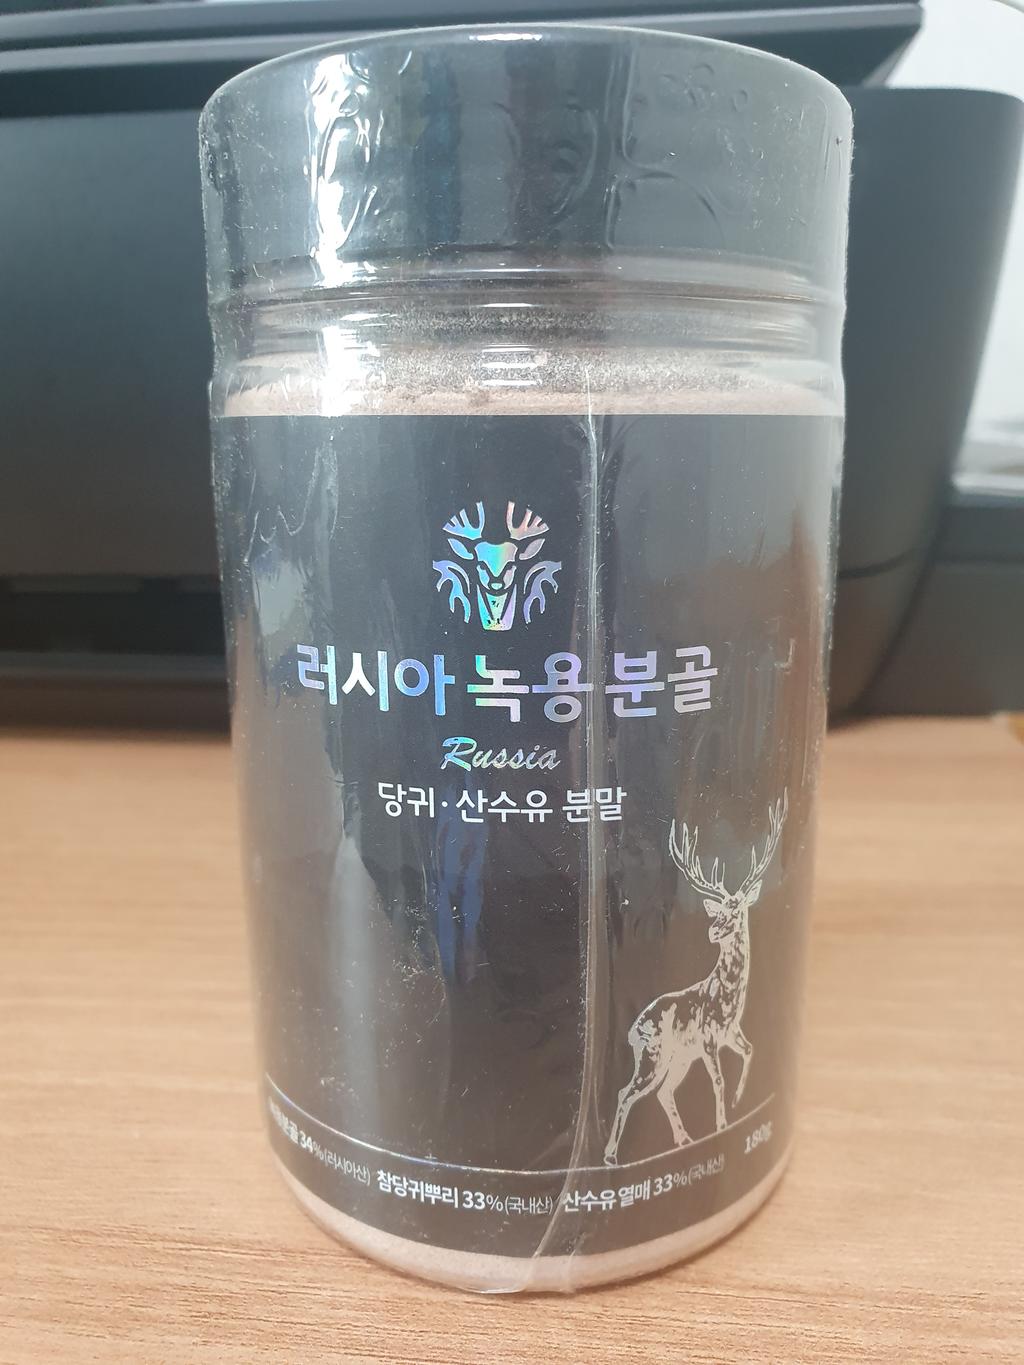 러시아 녹용 분골
Russia
당귀·산수유 분말
180g
녹용분골 34%(러시아산) 참당귀뿌리 33%(국내산) 산수유열매 33%(국내산)